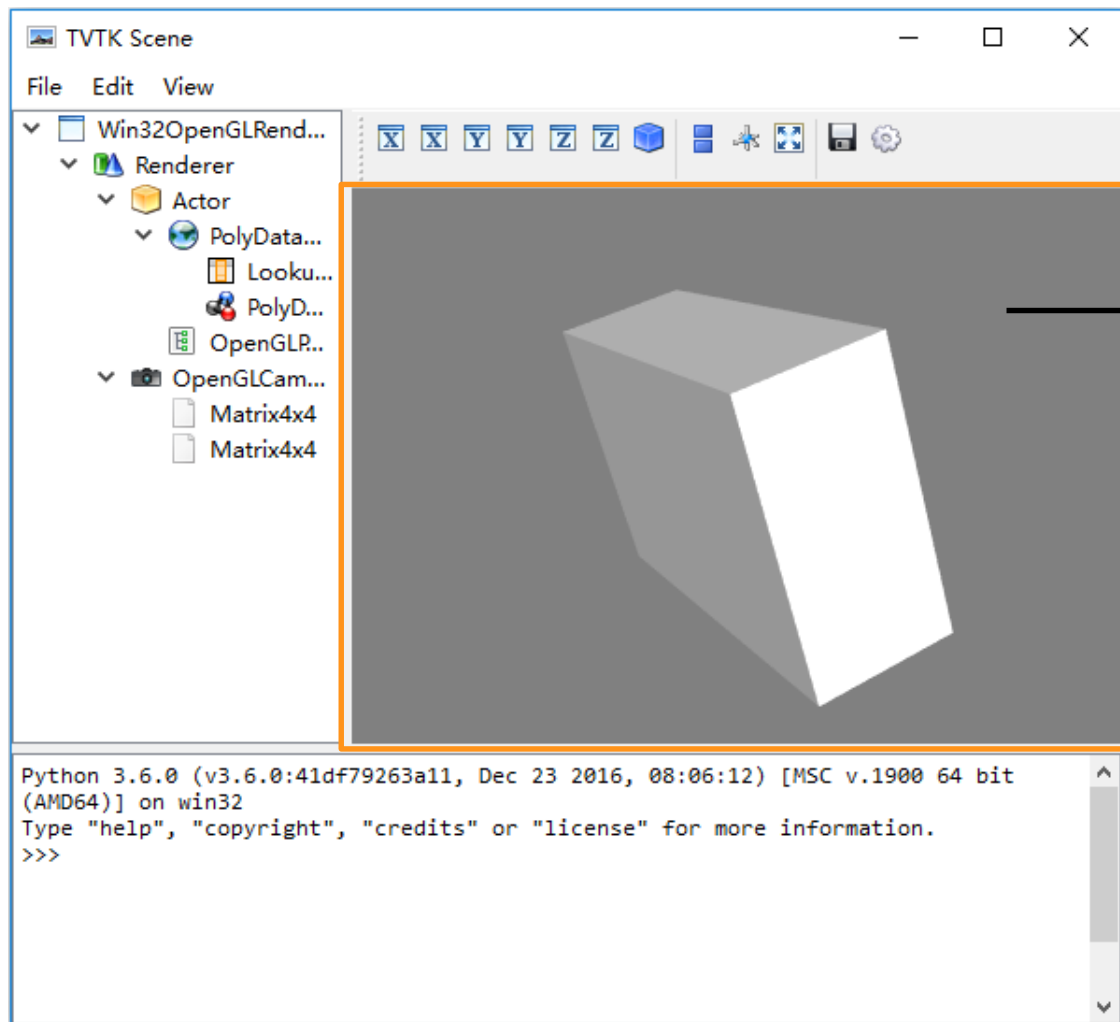 TVTK Scene
File Edit View
Win32OpenGLRend...
Renderer
Actor
PolyData...
Looku...
PolyD...
OpenGLP...
OpenGLCam...
Matrix4x4
Matrix4x4
X X Y Y Z Z
Python 3.6.0 (v3.6.0:41df79263a11, Dec 23 2016, 08:06:12) [MSC v.1900 64 bit
(AMD64)] on win32
Type "help", "copyright", "credits" or "license" for more information.
>>>